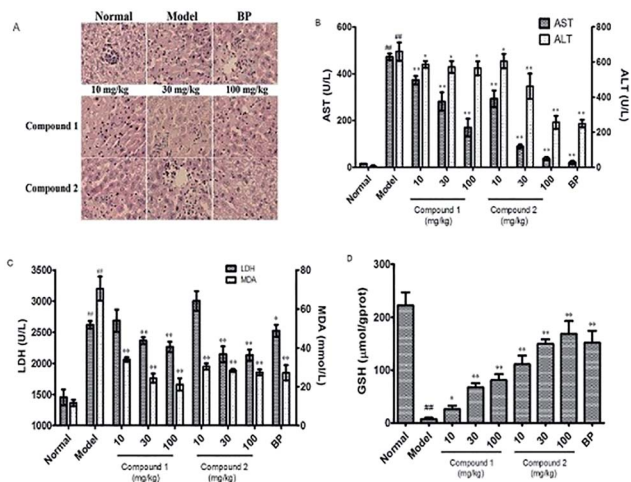 A
Normal Model BP
10 mg/kg 30 mg/kg 100 mg/kg
Compound 1
Compound 2
B
AST
ALT
AST (U/L)
600
400
200
0
ALT (U/L)
800
600
400
200
0
## ## ** * ** * ** * ** * ** ** ** ** ** **
Normal Model 10 30 100 10 30 100 BP
Compound 1 Compound 2
(mg/kg) (mg/kg)
C
LDH
MDA
LDH (U/L)
3500
3000
2500
2000
1500
1000
MDA (mmol/L)
80
60
40
20
0
## ## ** ** ** ** ** ** ** ** ** ** * **
Normal Model 10 30 100 10 30 100 BP
Compound 1 Compound 2
(mg/kg) (mg/kg)
D
GSH (μmol/gprot)
300
200
100
0
## * ** ** ** ** ** **
Normal Model 10 30 100 10 30 100 BP
Compound 1 Compound 2
(mg/kg) (mg/kg)